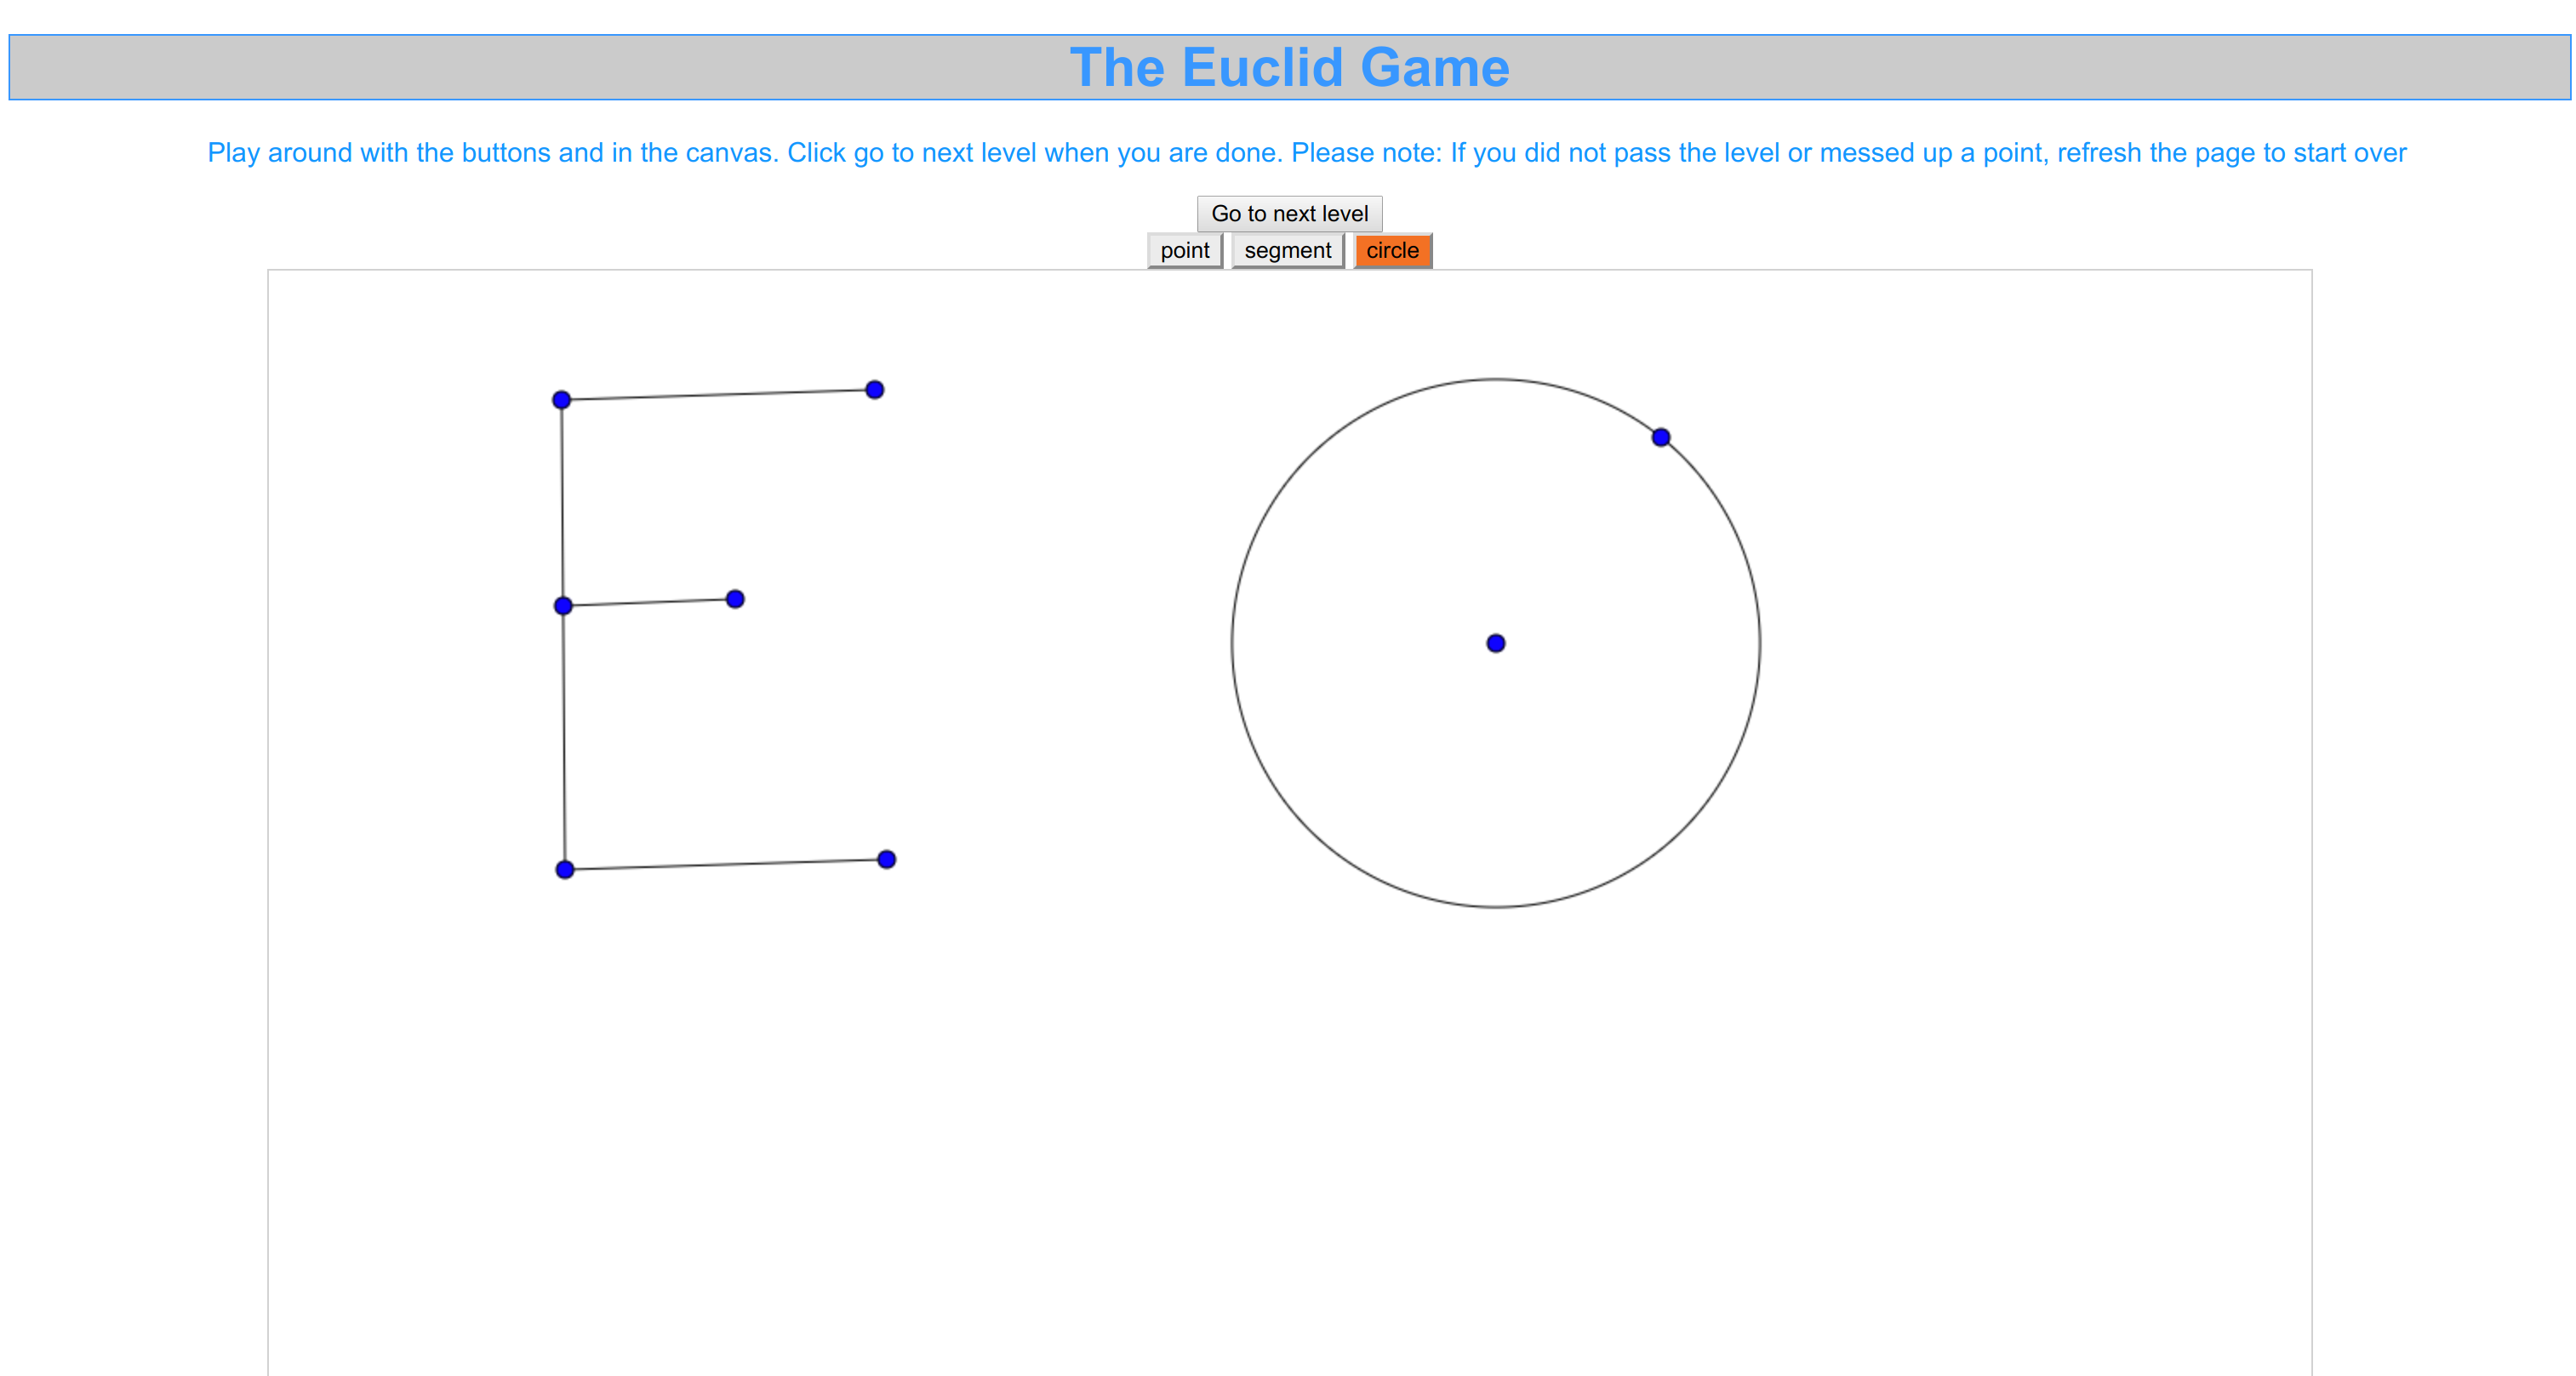 The Euclid Game
Play around with the buttons and in the canvas. Click go to next level when you are done. Please note: If you did not pass the level or messed up a point, refresh the page to start over
Go to next level
point segment circle